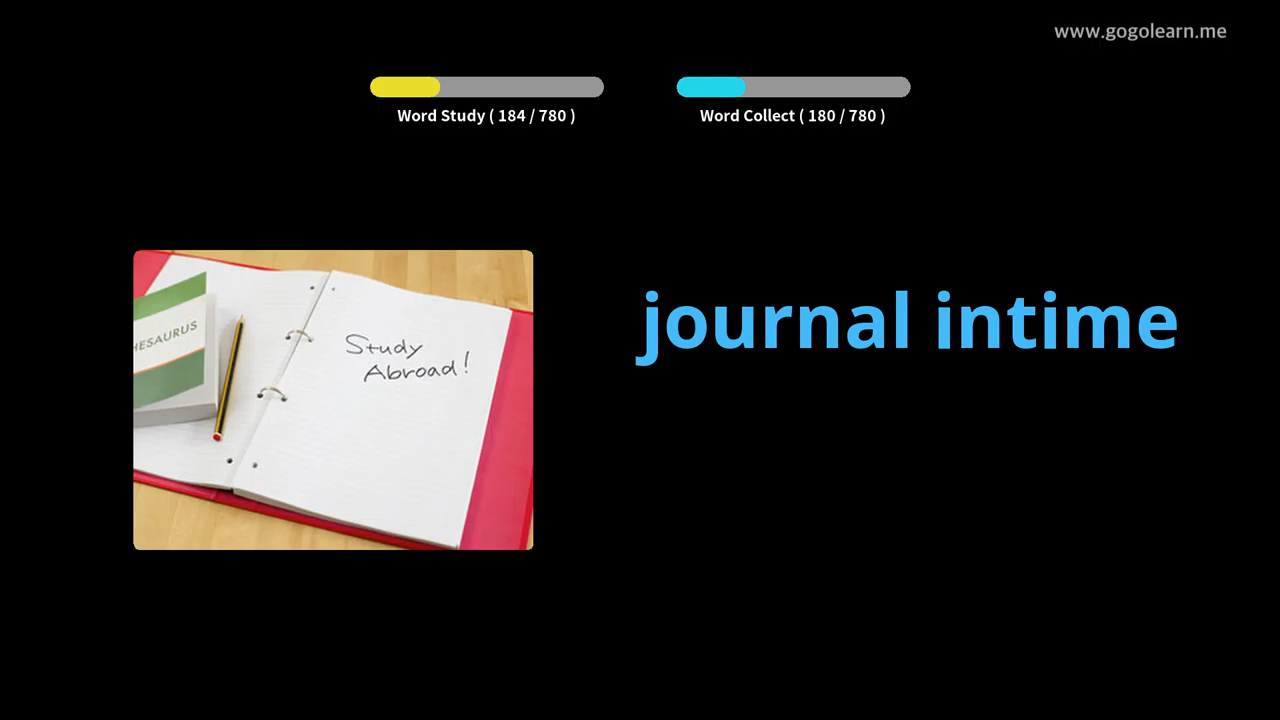 www.gogolearn.me
Word Study ( 184 / 780 )
Word Collect ( 180 / 780 )
journal intime
HESAURUS
Study
Abroad!